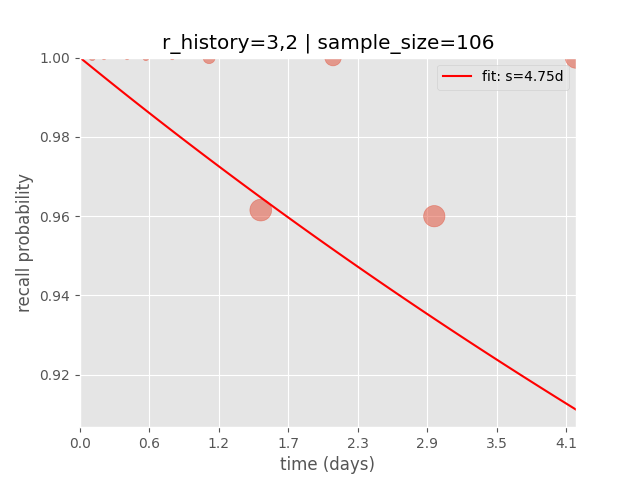 r_history=3,2 | sample_size=106
fit: s=4.75d
1.00
0.98
0.96
0.94
0.92
recall probability
0.0 0.6 1.2 1.7 2.3 2.9 3.5 4.1
time (days)